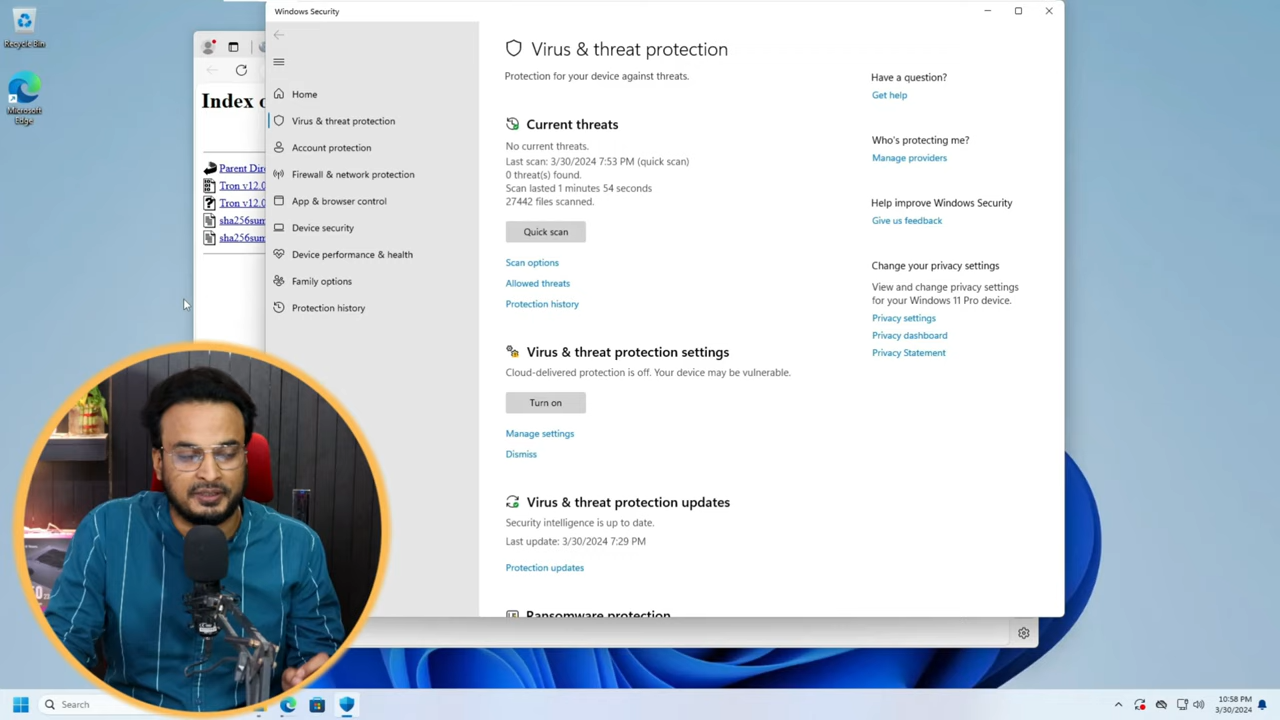 Recycle Bin
Microsoft
Edge
Index o
Parent Dir
Tron v12.0
Tron v12.0
sha256sum
sha256sum
Windows Security
Home
Virus & threat protection
Account protection
Firewall & network protection
App & browser control
Device security
Device performance & health
Family options
Protection history
Virus & threat protection
Protection for your device against threats.
Current threats
No current threats.
Last scan: 3/30/2024 7:53 PM (quick scan)
0 threat(s) found.
Scan lasted 1 minutes 54 seconds
27442 files scanned.
Quick scan
Scan options
Allowed threats
Protection history
Virus & threat protection settings
Cloud-delivered protection is off. Your device may be vulnerable.
Turn on
Manage settings
Dismiss
Virus & threat protection updates
Security intelligence is up to date.
Last update: 3/30/2024 7:29 PM
Protection updates
Ransomware protection
Have a question?
Get help
Who's protecting me?
Manage providers
Help improve Windows Security
Give us feedback
Change your privacy settings
View and change privacy settings
for your Windows 11 Pro device.
Privacy settings
Privacy dashboard
Privacy Statement
Search
10:58 PM
3/30/2024